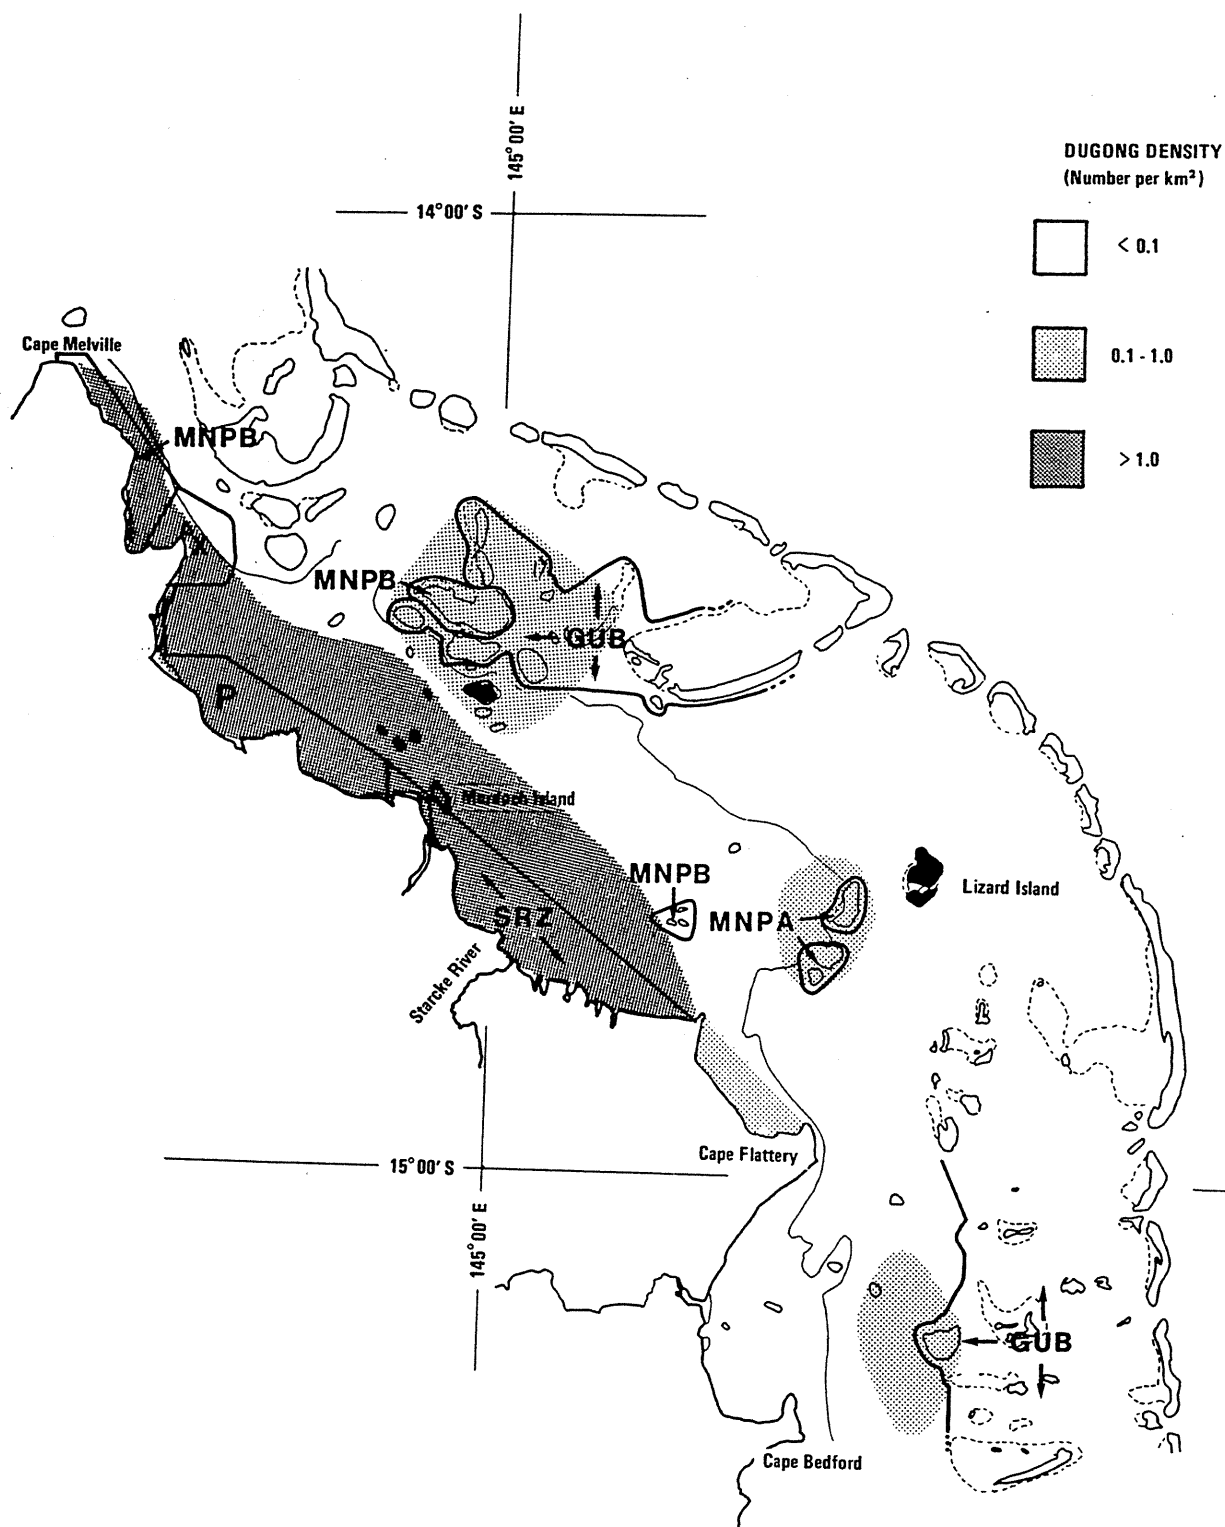 145° 00' E
DUGONG DENSITY
(Number per km²)
14° 00' S
< 0.1
Cape Melville
0.1 - 1.0
MNPB
> 1.0
MNPB
GUB
P
Murdoch Island
MNPB
Lizard Island
MNPA
SRZ
Starcke River
a
Cape Flattery
15° 00' S
145° 00' E
GUB
Cape Bedford